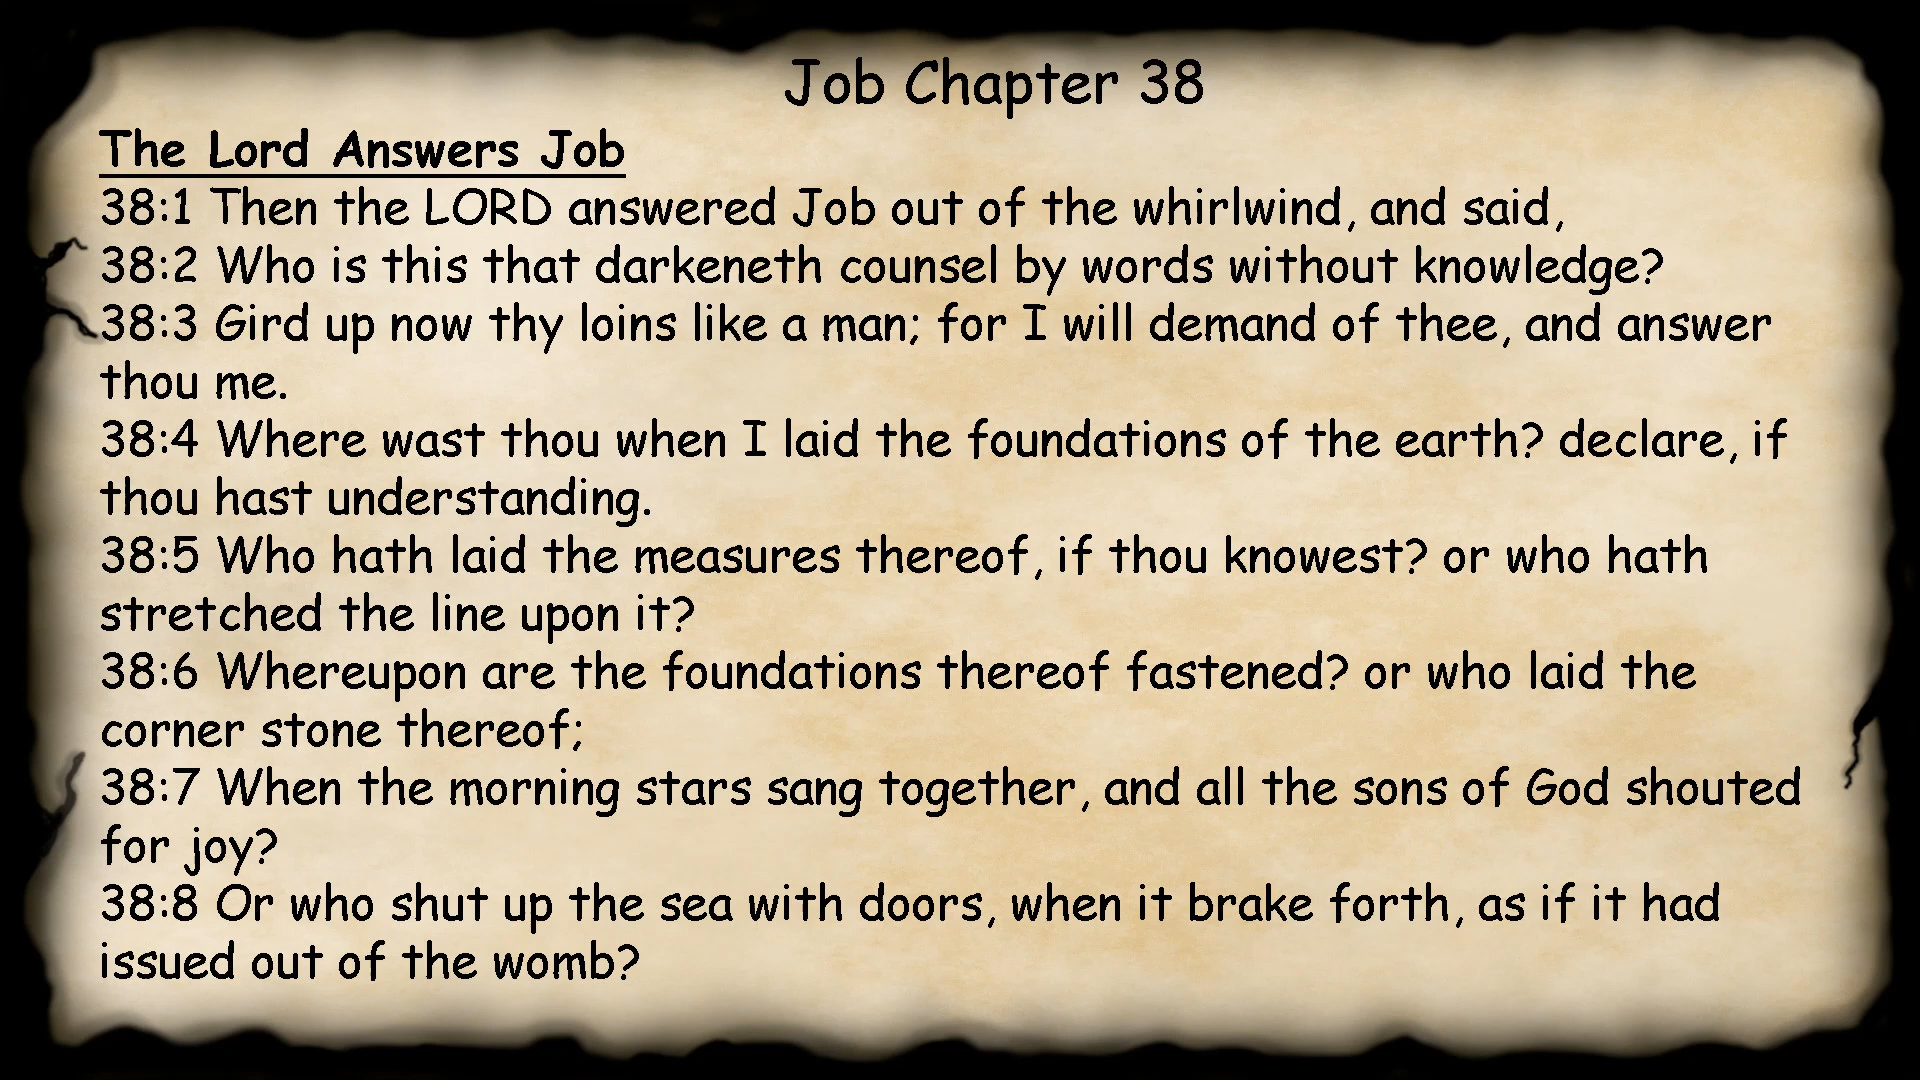 Job Chapter 38
The Lord Answers Job
38:1 Then the LORD answered Job out of the whirlwind, and said,
38:2 Who is this that darkeneth counsel by words without knowledge?
38:3 Gird up now thy loins like a man; for I will demand of thee, and answer
thou me.
38:4 Where wast thou when I laid the foundations of the earth? declare, if
thou hast understanding.
38:5 Who hath laid the measures thereof, if thou knowest? or who hath
stretched the line upon it?
38:6 Whereupon are the foundations thereof fastened? or who laid the
corner stone thereof;
38:7 When the morning stars sang together, and all the sons of God shouted
for joy?
38:8 Or who shut up the sea with doors, when it brake forth, as if it had
issued out of the womb?